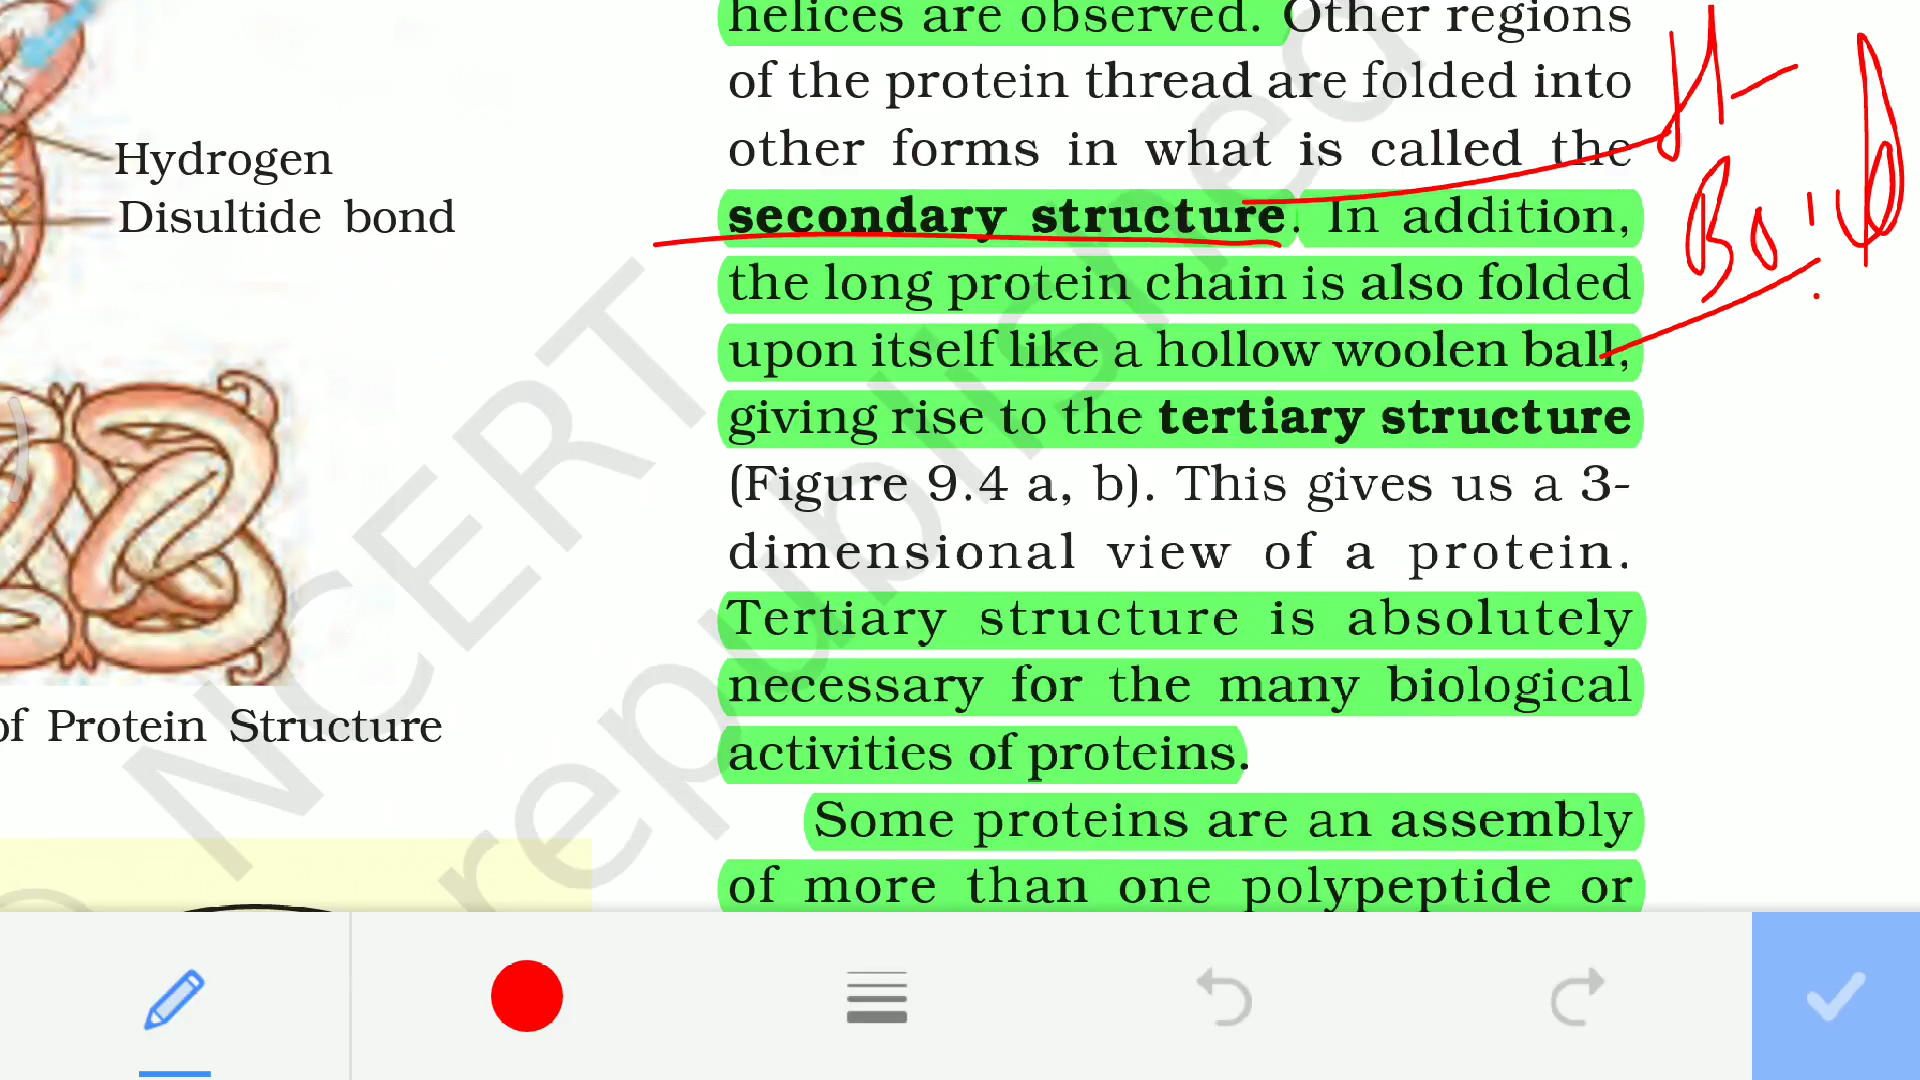 helices are observed. Other regions
of the protein thread are folded into
other forms in what is called the
secondary structure. In addition,
the long protein chain is also folded
upon itself like a hollow woolen ball,
giving rise to the tertiary structure
(Figure 9.4 a, b). This gives us a 3-
dimensional view of a protein.
Tertiary structure is absolutely
necessary for the many biological
activities of proteins.
Some proteins are an assembly
of more than one polypeptide or
Hydrogen
Disultide bond
of Protein Structure
H-
NCERT
republished